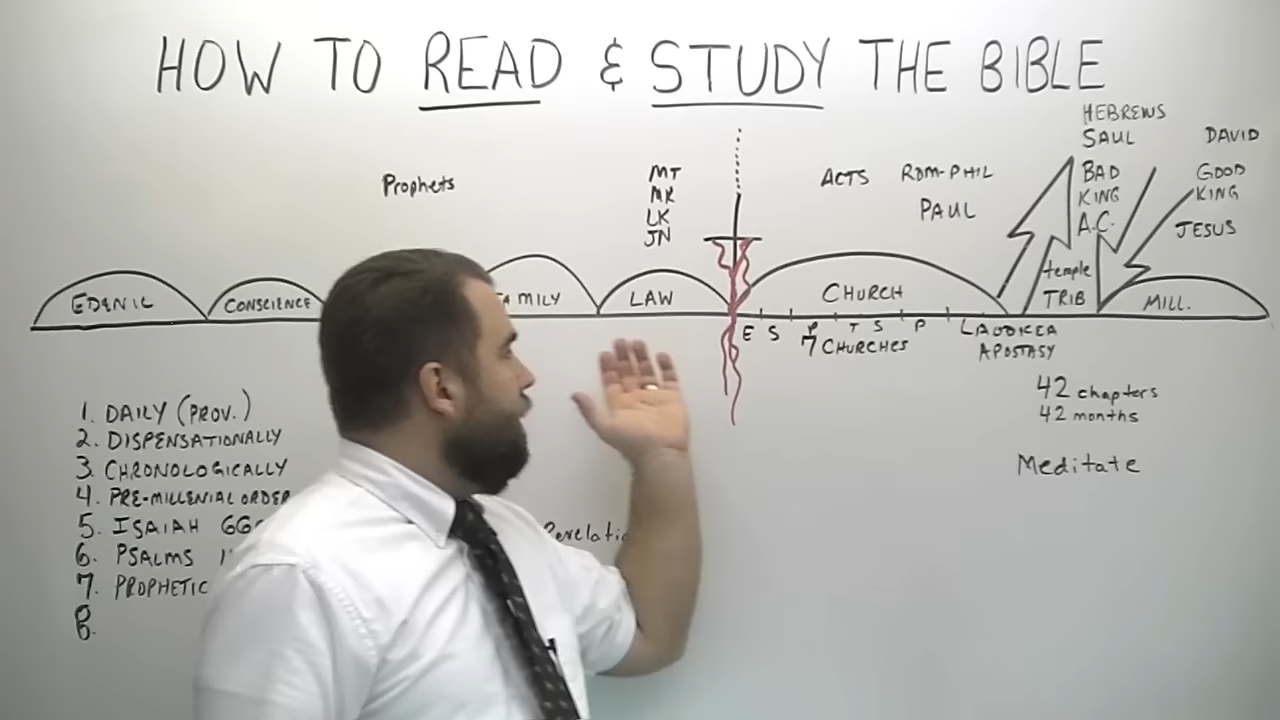 HOW TO READ & STUDY THE BIBLE
HEBREWS
SAUL
DAVID
Prophets
MT
MK
LK
JN
ACTS
ROM-PHIL
PAUL
BAD
KING
A.C.
GOOD
KING
JESUS
EDENIC
CONSCIENCE
LAW
CHURCH
temple
TRIB
MILL.
E S P T S P LAODICEA
7 CHURCHES
APOSTASY
42 chapters
42 months
Meditate
1. DAILY (PROV.)
2. DISPENSATIONALLY
3. CHRONOLOGICALLY
4. PRE-MILLENIAL ORDER
5. ISAIAH 66
6. PSALMS
7. PROPHETIC
8.